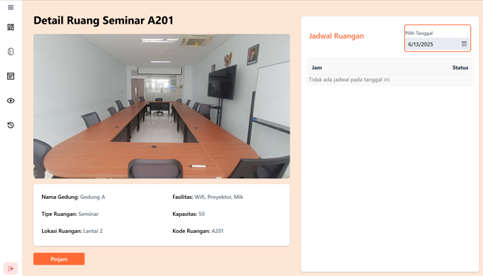 Detail Ruang Seminar A201
Nama Gedung: Gedung A
Fasilitas: Wifi, Proyektor, Mik
Tipe Ruangan: Seminar
Kapasitas: 50
Lokasi Ruangan: Lantai 2
Kode Ruangan: A201
Pinjam
Jadwal Ruangan
Pilih Tanggal
6/13/2025
Jam Status
Tidak ada jadwal pada tanggal ini.